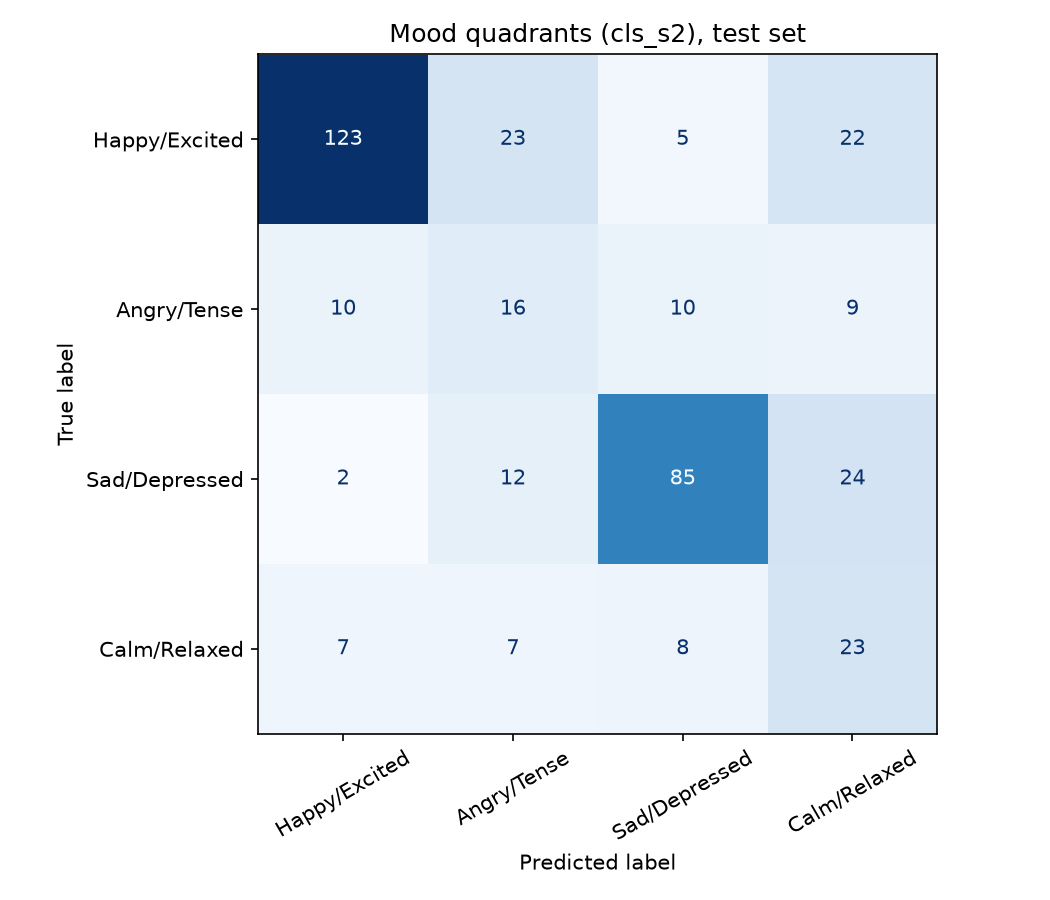 Mood quadrants (cls_s2), test set
True label
Happy/Excited
123 23 5 22
Angry/Tense
10 16 10 9
Sad/Depressed
2 12 85 24
Calm/Relaxed
7 7 8 23
Happy/Excited
Angry/Tense
Sad/Depressed
Calm/Relaxed
Predicted label